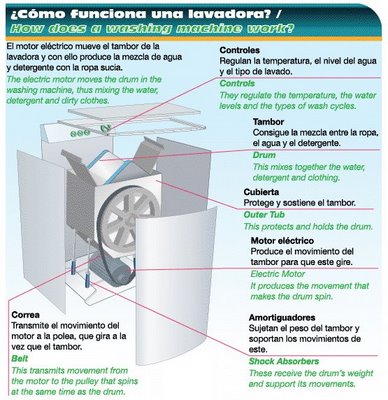 ¿Cómo funciona una lavadora? /
How does a washing machine work?
El motor eléctrico mueve el tambor de la
lavadora y con ello produce la mezcla de agua
y detergente con la ropa sucia.
The electric motor moves the drum in the
washing machine, thus mixing the water,
detergent and dirty clothes.
Controles
Regulan la temperatura, el nivel del agua
y el tipo de lavado.
Controls
They regulate the temperature, the water
levels and the types of wash cycles.
Tambor
Consigue la mezcla entre la ropa,
el agua y el detergente.
Drum
This mixes together the water,
detergent and clothing.
Cubierta
Protege y sostiene el tambor.
Outer Tub
This protects and holds the drum.
Motor eléctrico
Produce el movimiento del
tambor para que este gire.
Electric Motor
It produces the movement that
makes the drum spin.
Correa
Transmite el movimiento del
motor a la polea, que gira a la
vez que el tambor.
Belt
This transmits movement from
the motor to the pulley that spins
at the same time as the drum.
Amortiguadores
Sujetan el peso del tambor y
soportan los movimientos de
este.
Shock Absorbers
These receive the drum's weight
and support its movements.